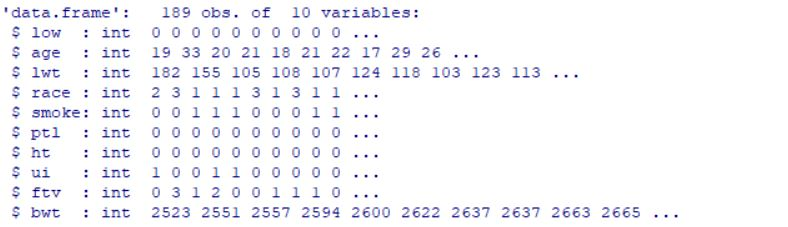 'data.frame':   189 obs. of  10 variables:
 $ low  : int  0 0 0 0 0 0 0 0 0 0 ...
 $ age  : int  19 33 20 21 18 21 22 17 29 26 ...
 $ lwt  : int  182 155 105 108 107 124 118 103 123 113 ...
 $ race : int  2 3 1 1 1 3 1 3 1 1 ...
 $ smoke: int  0 0 1 1 1 0 0 0 1 1 ...
 $ ptl  : int  0 0 0 0 0 0 0 0 0 0 ...
 $ ht   : int  0 0 0 0 0 0 0 0 0 0 ...
 $ ui   : int  1 0 0 1 1 0 0 0 0 0 ...
 $ ftv  : int  0 3 1 2 0 0 1 1 1 0 ...
 $ bwt  : int  2523 2551 2557 2594 2600 2622 2637 2637 2663 2665 ...